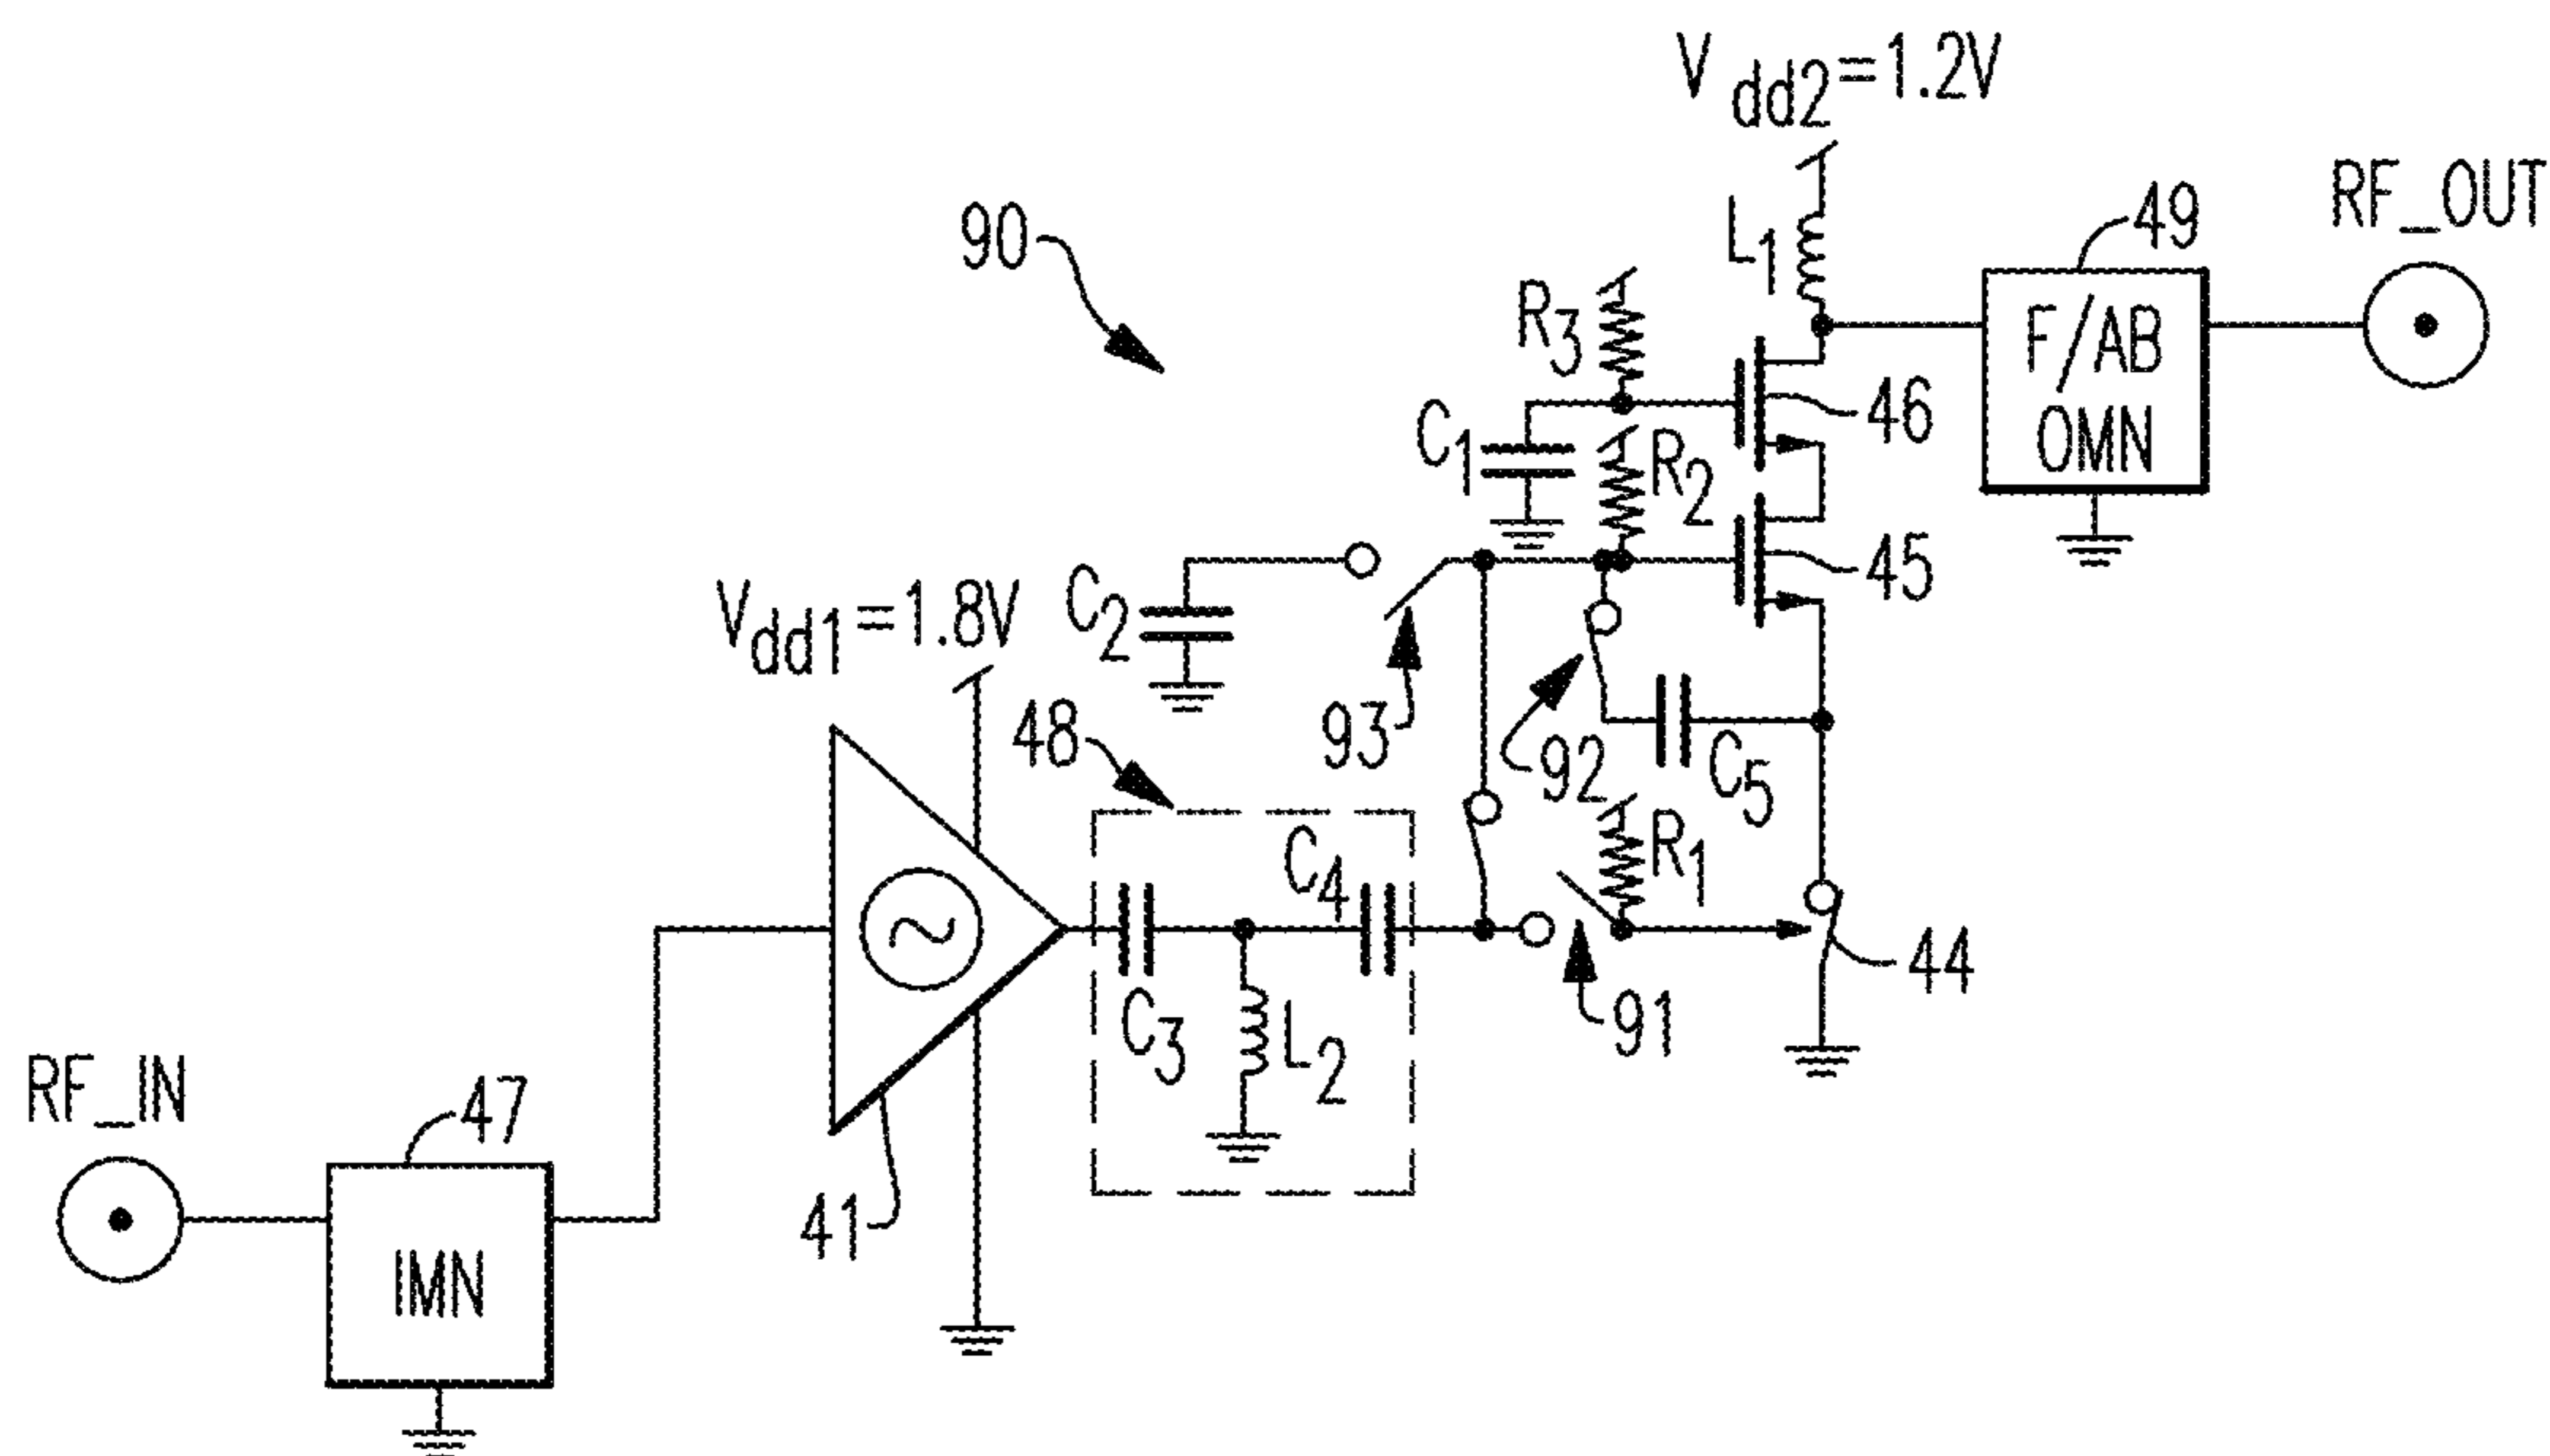 V dd2=1.2V
90
L1
49
RF_OUT
R3
F/AB
OMN
46
C1
R2
45
Vdd1=1.8V
C2
48
93
92
C5
C4
R1
44
C3
L2
91
RF_IN
47
41
IMN